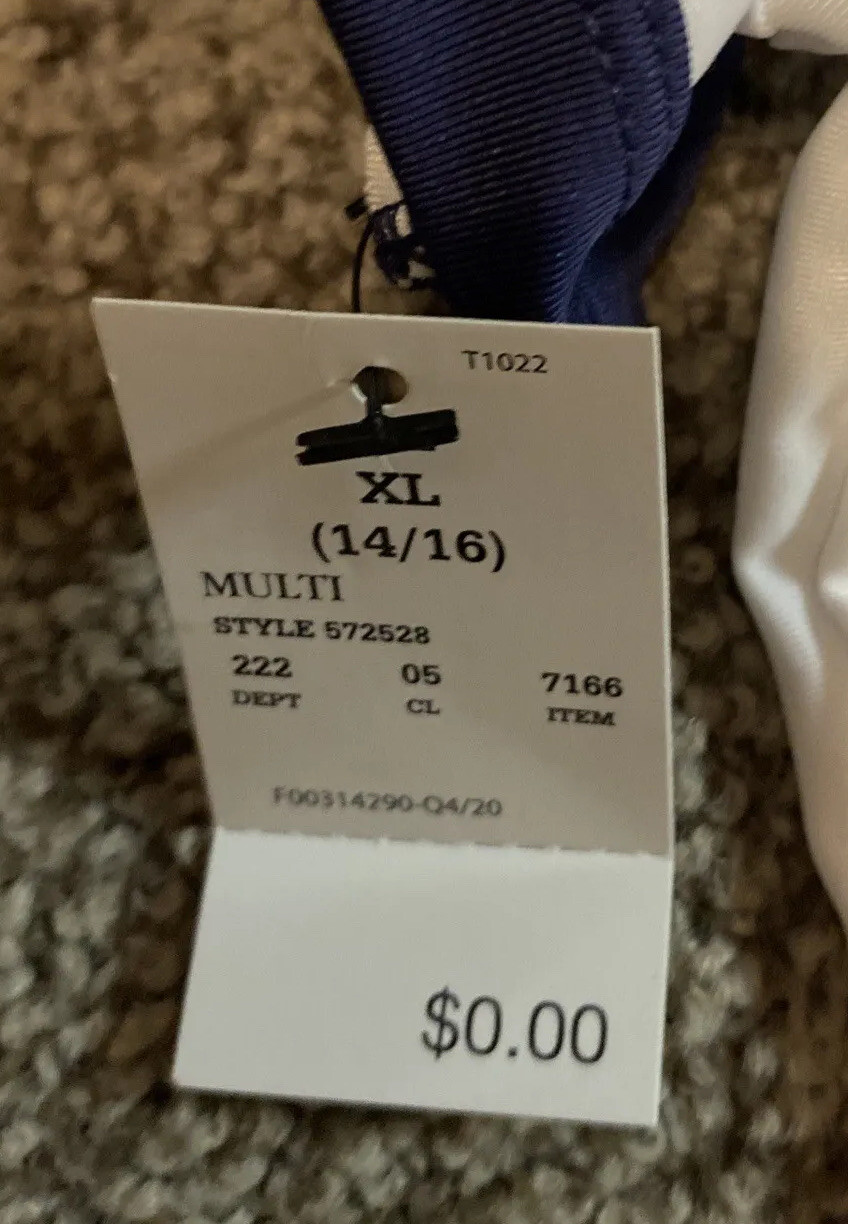 T1022
XL
(14/16)
MULTI
STYLE 572528
222 05 7166
DEPT CL ITEM
F00314290-Q4/20
$0.00